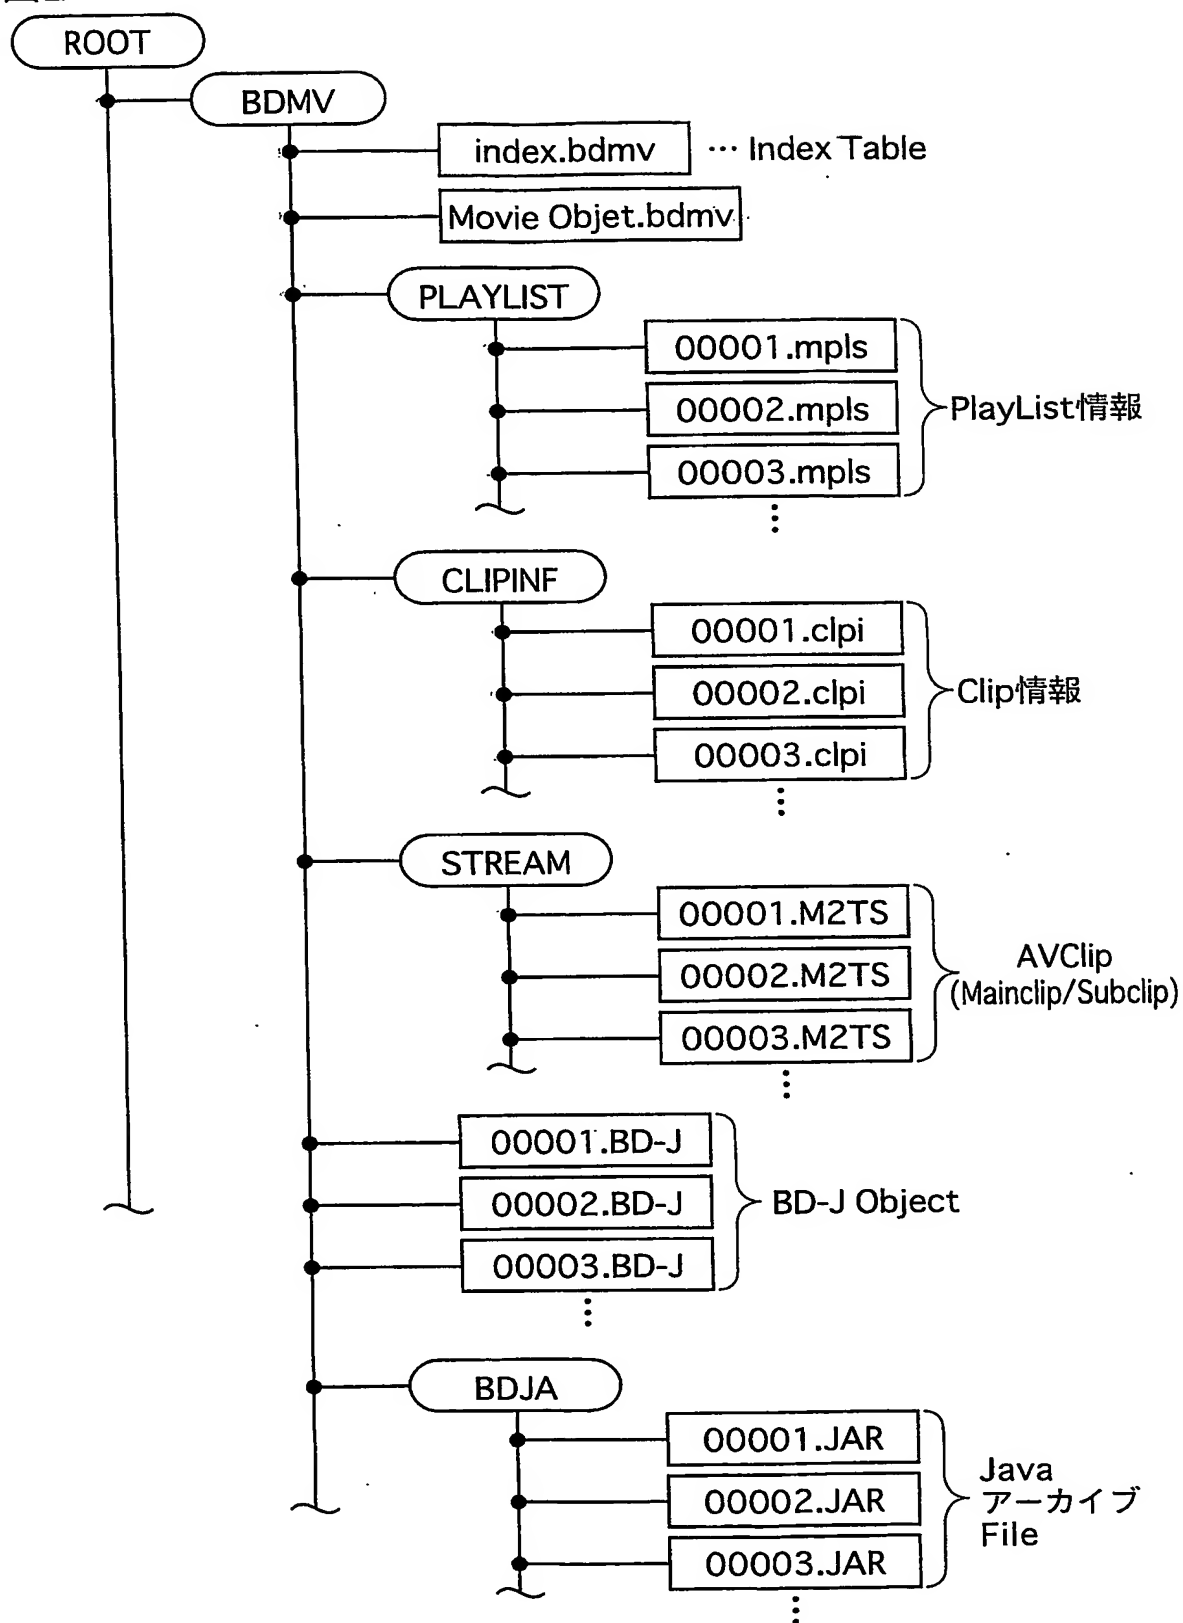 ROOT
BDMV
index.bdmv … Index Table
Movie Objet.bdmv
PLAYLIST
00001.mpls
00002.mpls
PlayList情報
00003.mpls
CLIPINF
00001.clpi
00002.clpi
Clip情報
00003.clpi
STREAM
00001.M2TS
00002.M2TS
AVClip
(Mainclip/Subclip)
00003.M2TS
00001.BD-J
00002.BD-J
BD-J Object
00003.BD-J
BDJA
00001.JAR
00002.JAR
Java
アーカイブ
File
00003.JAR